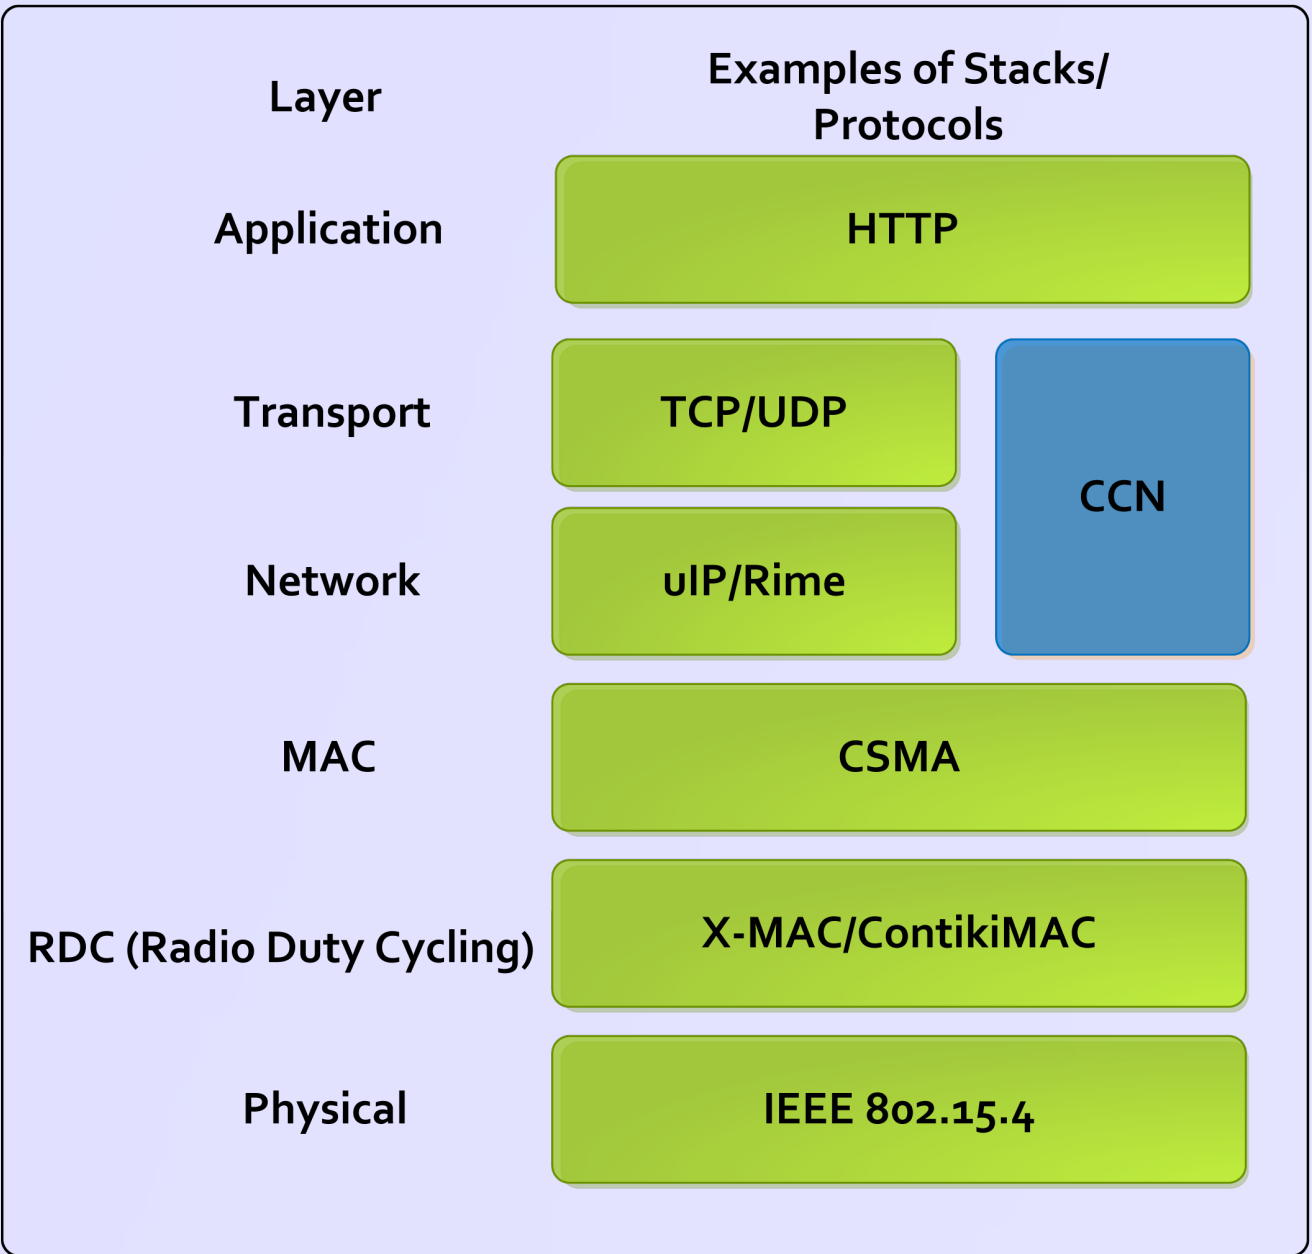 Layer
Examples of Stacks/
Protocols
Application
HTTP
Transport
TCP/UDP
CCN
Network
uIP/Rime
MAC
CSMA
RDC (Radio Duty Cycling)
X-MAC/ContikiMAC
Physical
IEEE 802.15.4